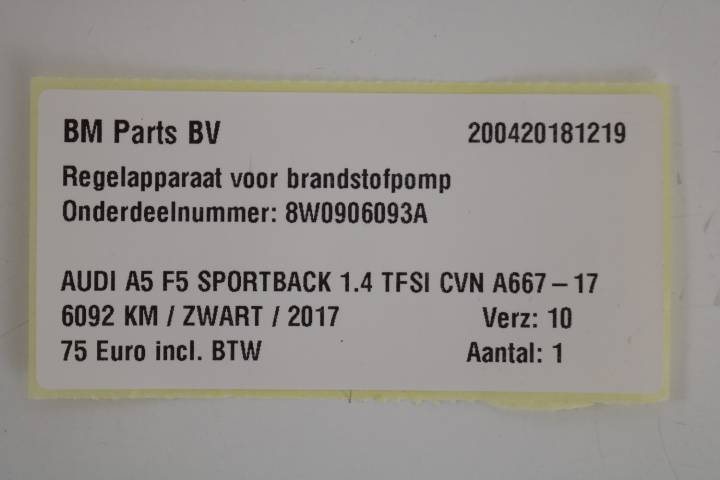 BM Parts BV 200420181219
Regelapparaat voor brandstofpomp
Onderdeelnummer: 8W0906093A
AUDI A5 F5 SPORTBACK 1.4 TFSI CVN A667 – 17
6092 KM / ZWART / 2017 Verz: 10
75 Euro incl. BTW Aantal: 1